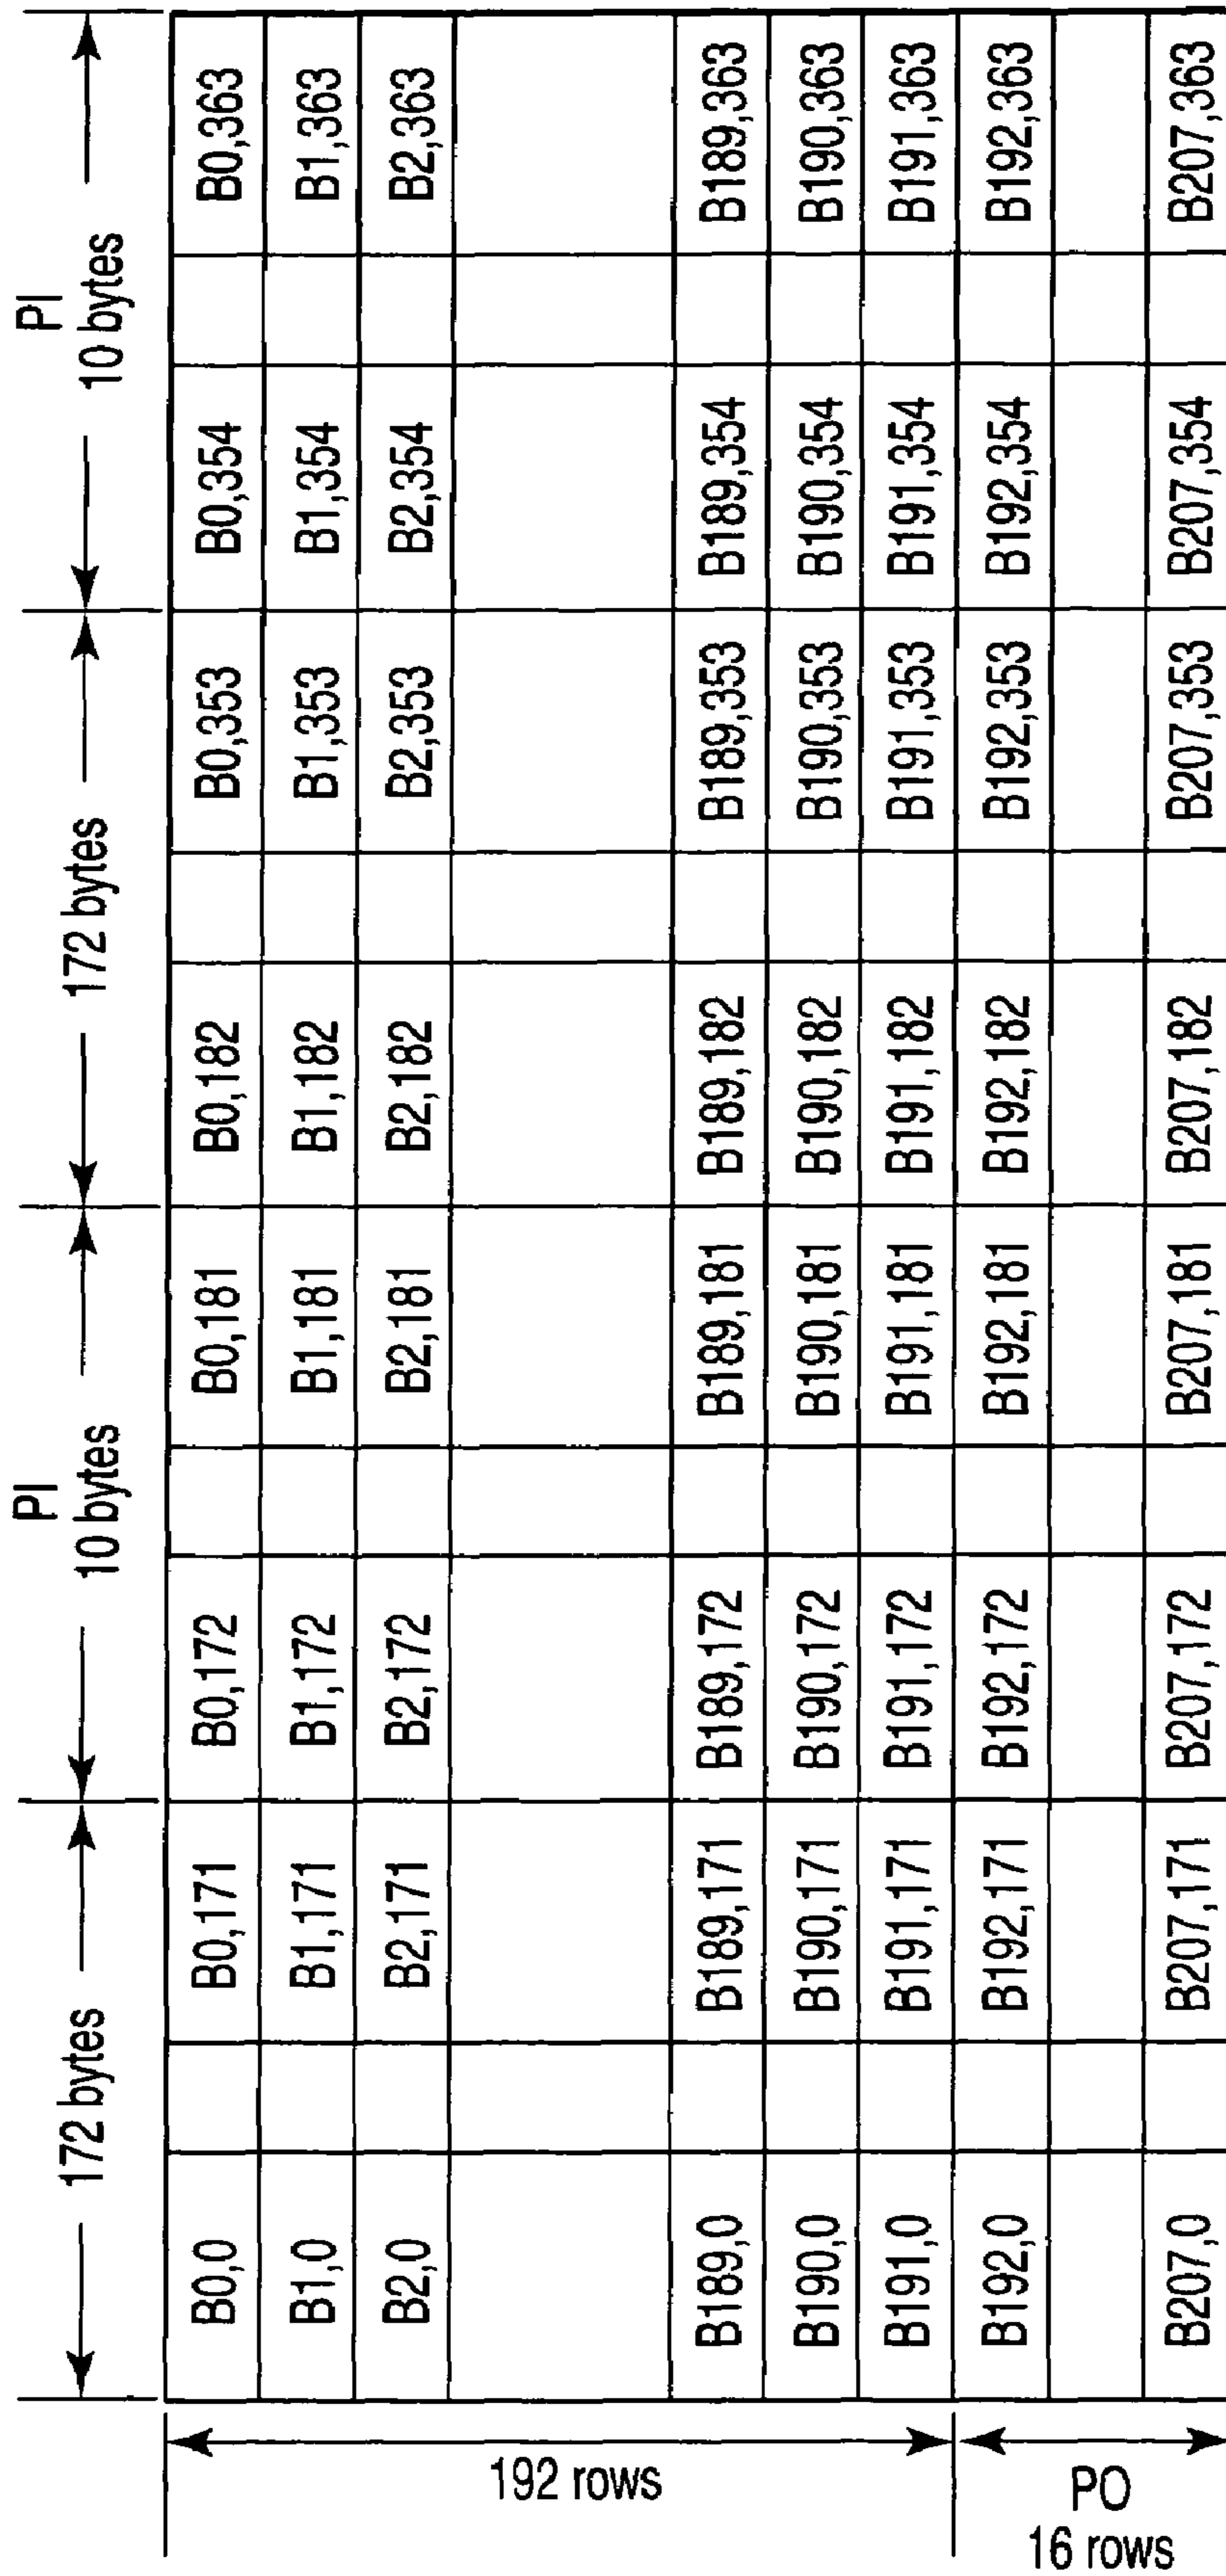 172 bytes
PI
10 bytes
172 bytes
PI
10 bytes
192 rows
PO
16 rows
B0,0 B0,171 B0,172 B0,181 B0,182 B0,353 B0,354 B0,363
B1,0 B1,171 B1,172 B1,181 B1,182 B1,353 B1,354 B1,363
B2,0 B2,171 B2,172 B2,181 B2,182 B2,353 B2,354 B2,363
B189,0 B189,171 B189,172 B189,181 B189,182 B189,353 B189,354 B189,363
B190,0 B190,171 B190,172 B190,181 B190,182 B190,353 B190,354 B190,363
B191,0 B191,171 B191,172 B191,181 B191,182 B191,353 B191,354 B191,363
B192,0 B192,171 B192,172 B192,181 B192,182 B192,353 B192,354 B192,363
B207,0 B207,171 B207,172 B207,181 B207,182 B207,353 B207,354 B207,363